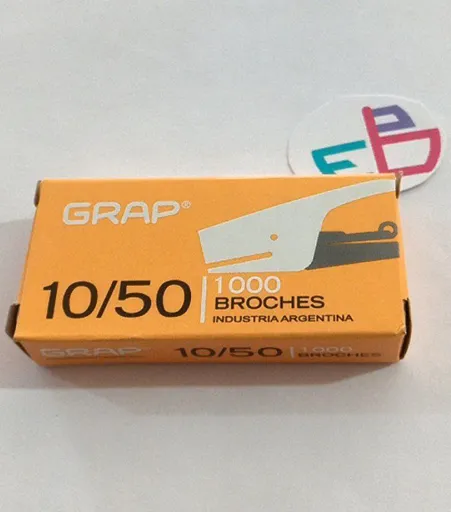 GRAP®
10/50
1000
BROCHES
INDUSTRIA ARGENTINA
GRAP 10/50 1000 BROCHES